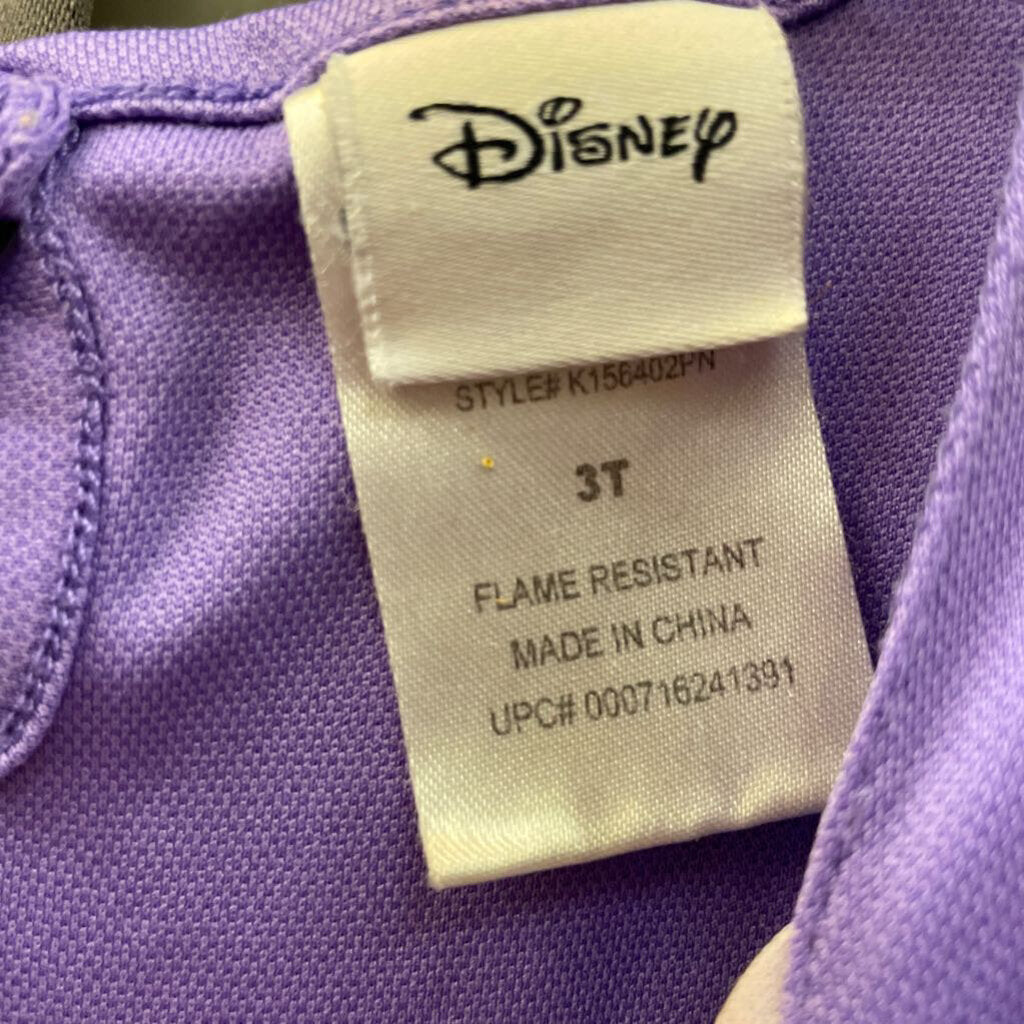 Disney
STYLE# K156402PN
3T
FLAME RESISTANT
MADE IN CHINA
UPC# 000716241391